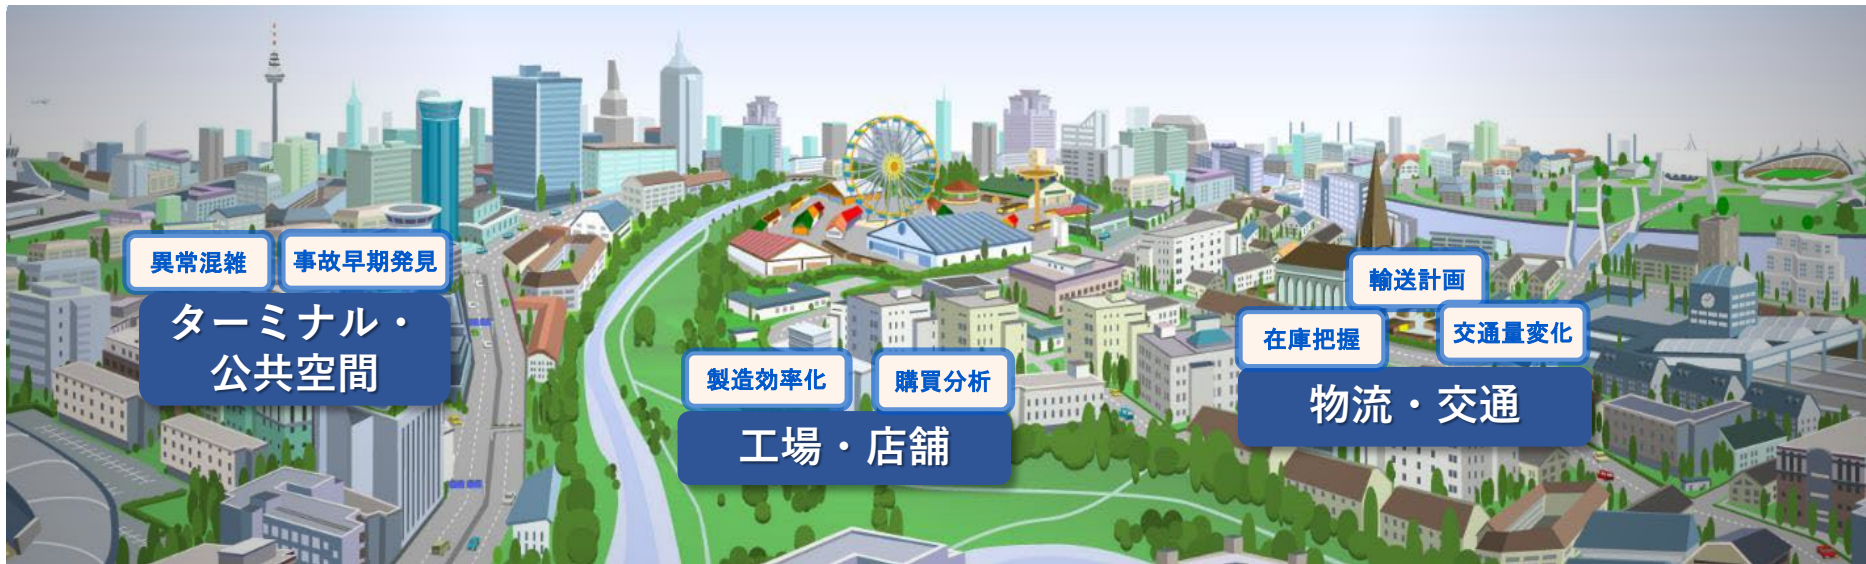 異常混雑
事故早期発見
ターミナル・
公共空間
製造効率化
購買分析
工場・店舗
輸送計画
在庫把握
交通量変化
物流・交通